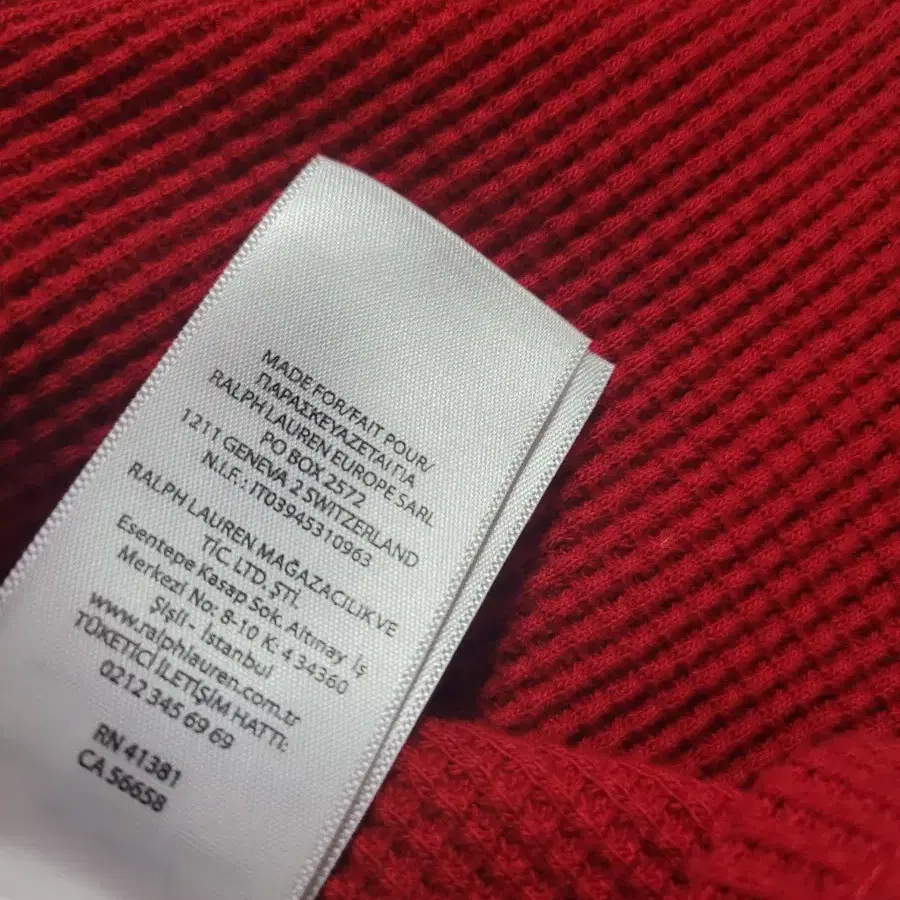 MADE FOR/FAIT POUR/
ΠΑΡΑΣΚΕΥΑΖΕΤΑΙ ΓΙΑ
RALPH LAUREN EUROPE SARL
PO BOX 2572
1211 GENEVA 2 SWITZERLAND
N.I.F.: IT03945310963
RALPH LAUREN MAGAZACILIK VE
TİC. LTD. ŞTİ.
Esentepe Kasap Sok. Altınay İş
Merkezi No: 8-10 K: 4 34360
Şişli - İstanbul
www.ralphlauren.com.tr
TÜKETİCİ İLETİŞİM HATTI:
0212 345 69 69
RN 41381
CA 56658